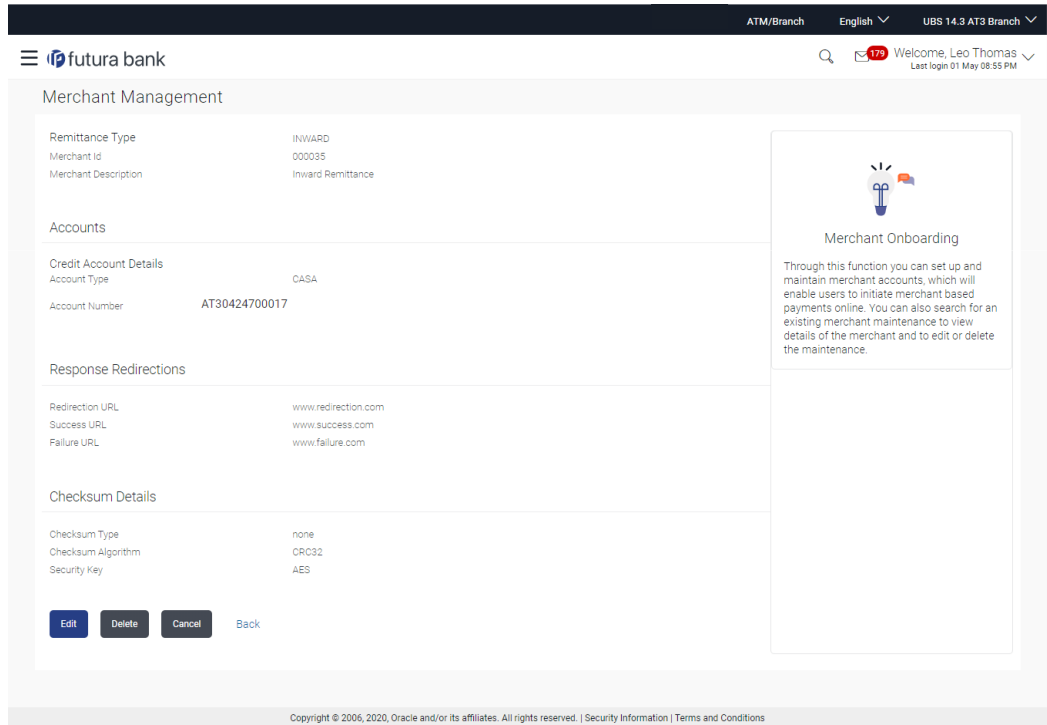 ATM/Branch English UBS 14.3 AT3 Branch
futura bank 179 Welcome, Leo Thomas
Last login 01 May 08:55 PM
Merchant Management
Remittance Type INWARD
Merchant Id 000035
Merchant Description Inward Remittance
Accounts
Credit Account Details
Account Type CASA
Account Number AT30424700017
Response Redirections
Redirection URL www.redirection.com
Success URL www.success.com
Failure URL www.failure.com
Checksum Details
Checksum Type none
Checksum Algorithm CRC32
Security Key AES
Edit Delete Cancel Back
Merchant Onboarding
Through this function you can set up and
maintain merchant accounts, which will
enable users to initiate merchant based
payments online. You can also search for an
existing merchant maintenance to view
details of the merchant and to edit or delete
the maintenance.
Copyright © 2006, 2020, Oracle and/or its affiliates. All rights reserved. | Security Information | Terms and Conditions